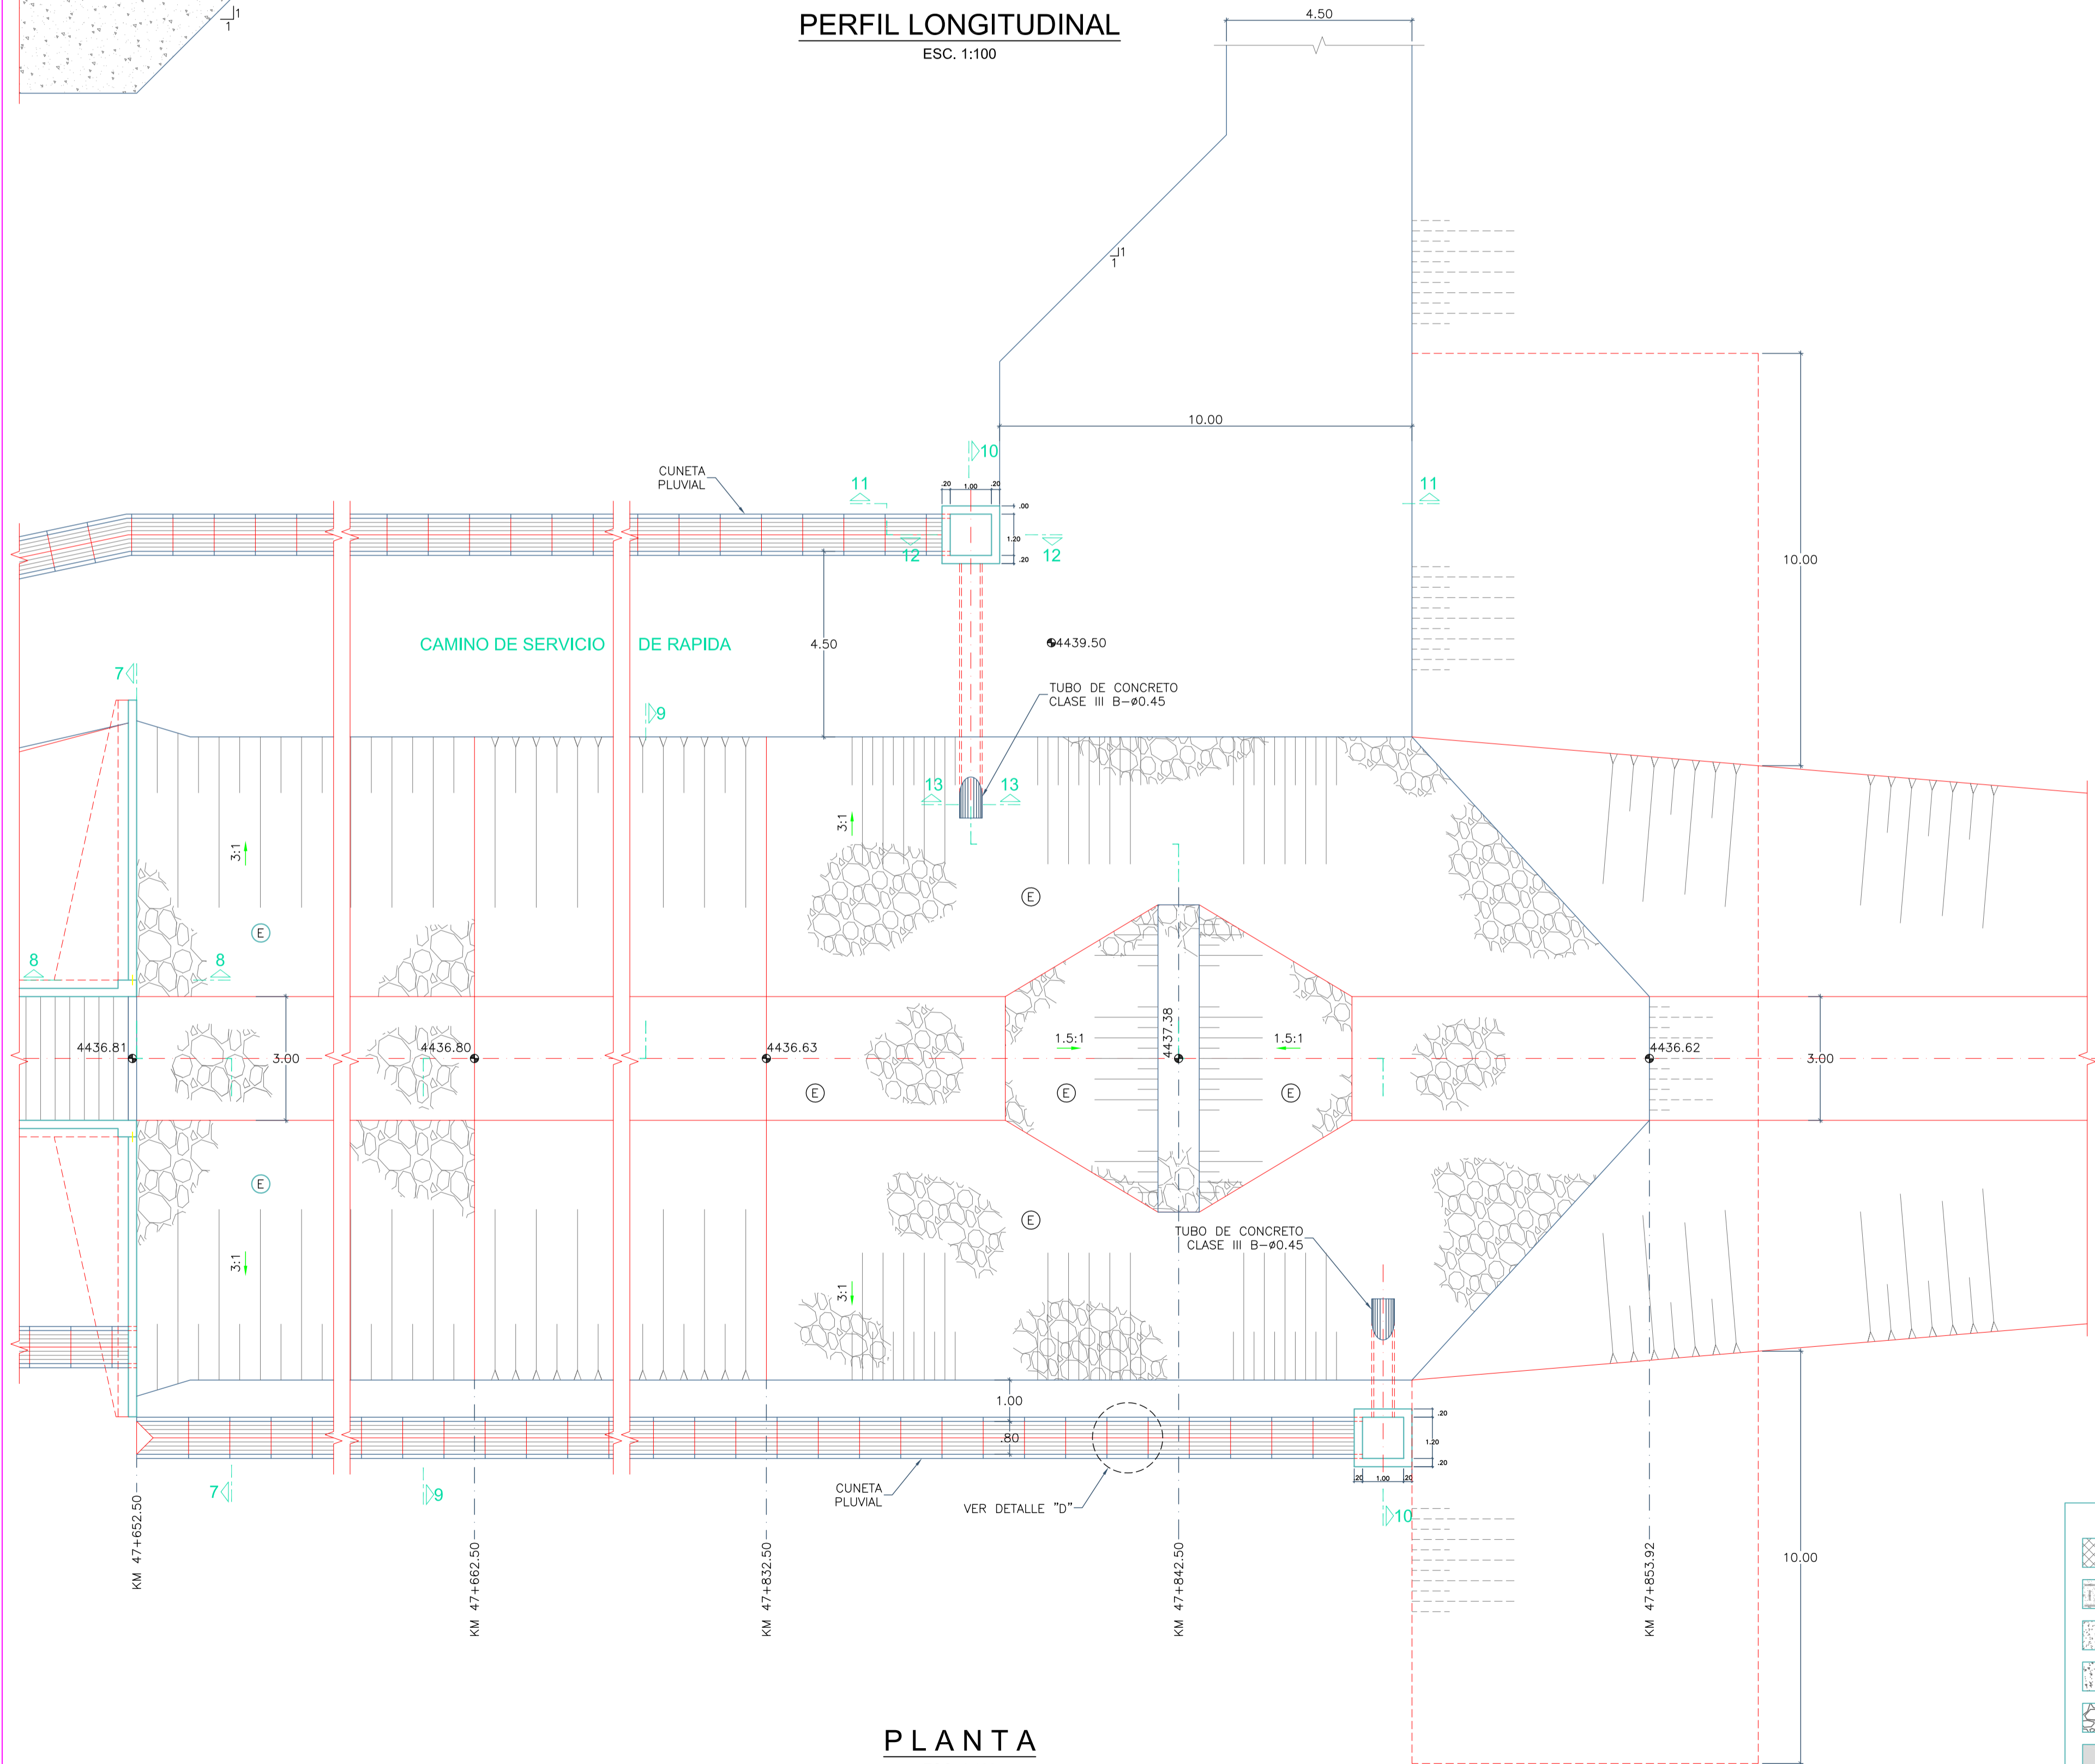 1
1
PERFIL LONGITUDINAL
ESC. 1:100
4.50
1
1
10.00
10
CUNETA
PLUVIAL
11
11
.20
1.00
.20
.00
1.20
.20
12
12
10.00
CAMINO DE SERVICIO DE RAPIDA
4.50
4439.50
7
TUBO DE CONCRETO
CLASE III B-ø0.45
9
13
13
3:1
3:1
E
E
8
8
4436.81
3.00
4436.80
4436.63
1.5:1
4437.38
1.5:1
4436.62
3.00
E
E
E
E
E
3:1
3:1
TUBO DE CONCRETO
CLASE III B-ø0.45
1.00
.80
.20
1.20
.20
.20
1.00
.20
CUNETA
PLUVIAL
VER DETALLE "D"
7
9
10
KM 47+652.50
KM 47+662.50
KM 47+832.50
KM 47+842.50
KM 47+853.92
10.00
PLANTA